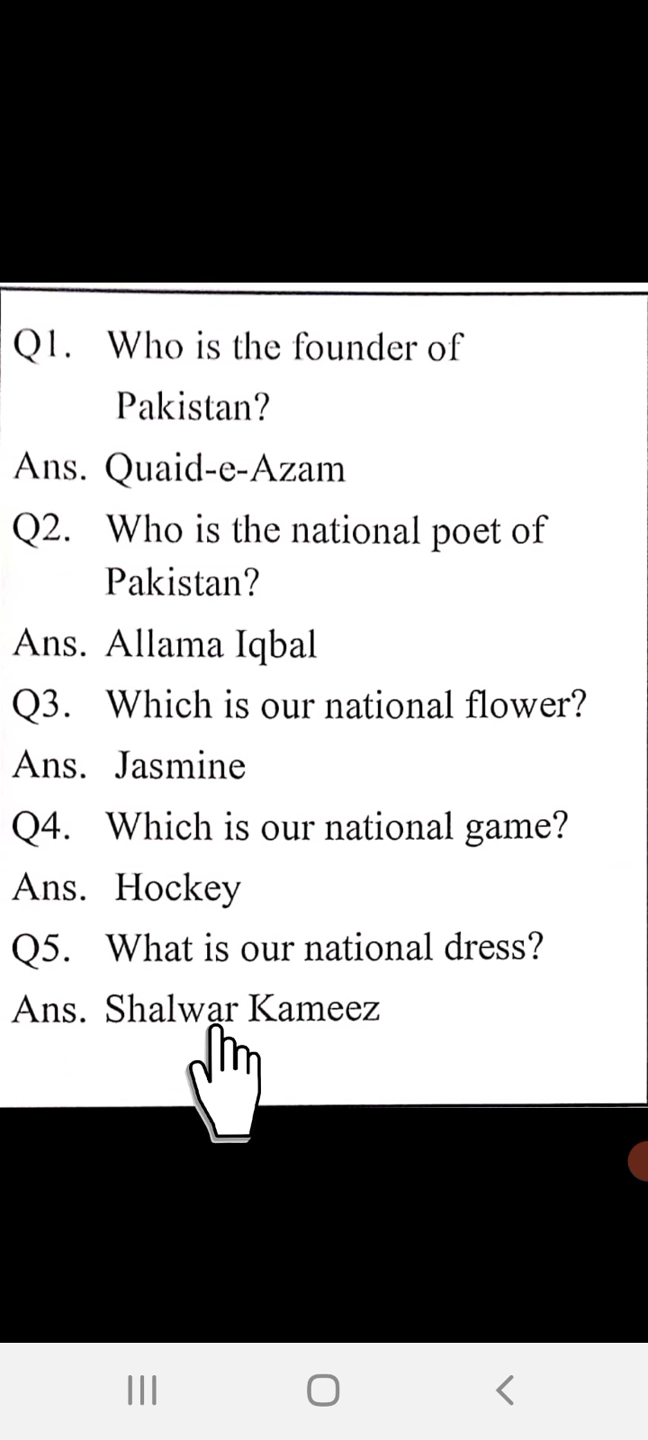 Q1. Who is the founder of
Pakistan?
Ans. Quaid-e-Azam
Q2. Who is the national poet of
Pakistan?
Ans. Allama Iqbal
Q3. Which is our national flower?
Ans. Jasmine
Q4. Which is our national game?
Ans. Hockey
Q5. What is our national dress?
Ans. Shalwar Kameez